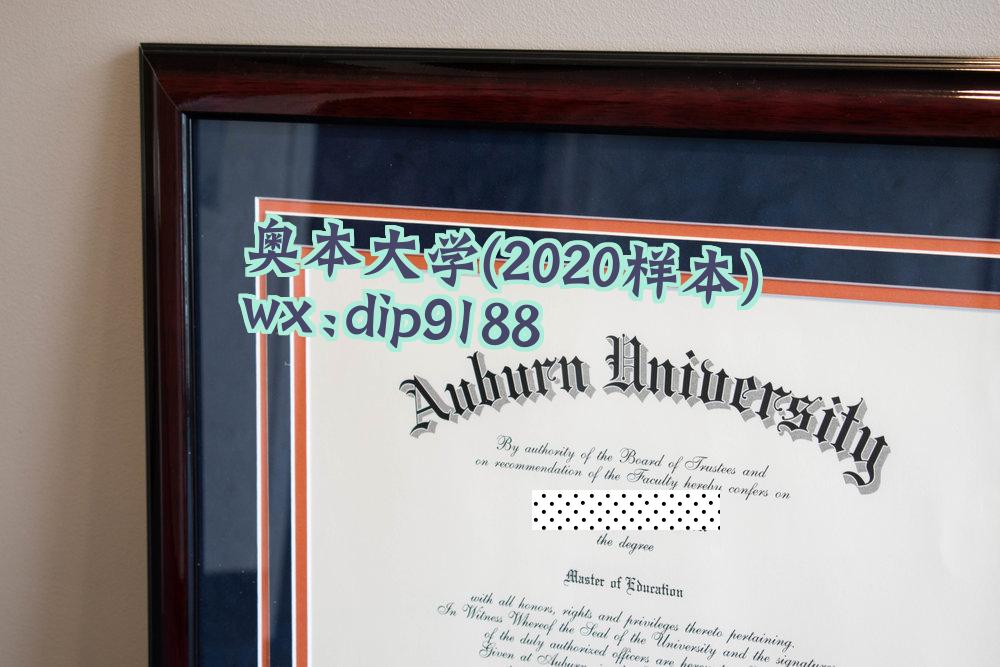 奥本大学(2020样本)
wx:dip9188
Auburn University
By authority of the Board of Trustees and
on recommendation of the Faculty hereby confers on
the degree
Master of Education
with all honors, rights and privileges thereto pertaining.
In Witness Whereof the Seal of the University and the signatures
of the duly authorized officers are
Given at Auburn